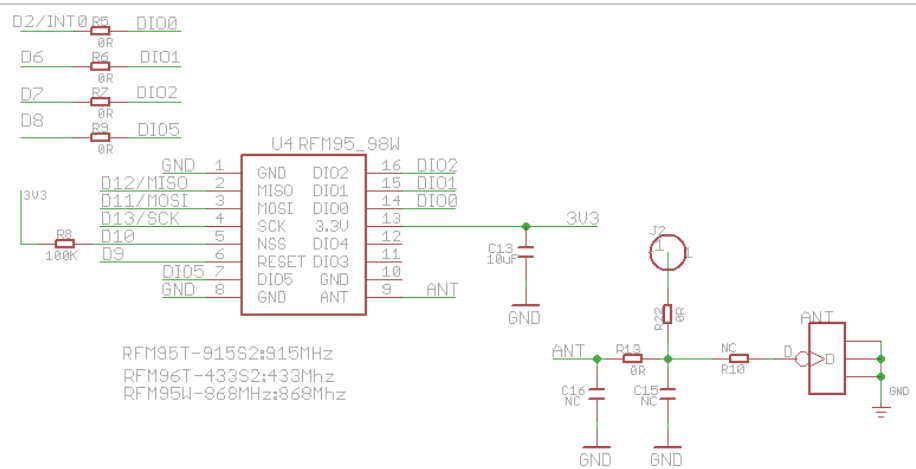 D2/INT0 R5 DIO0
0R
D6 R6 DIO1
0R
D7 R7 DIO2
0R
D8 R9 DIO5
0R
U4 RFM95_98W
GND 1 GND DIO2 16 DIO2
D12/MISO 2 MISO DIO1 15 DIO1
D11/MOSI 3 MOSI DIO0 14 DIO0
D13/SCK 4 SCK 3.3V 13 3V3
3V3 R8 100K D10 5 NSS DIO4 12
D9 6 RESET DIO3 11
DIO5 7 DIO5 GND 10
GND 8 GND ANT 9 ANT
C13
10uF
GND
J2
1 1
R22 0R
ANT R13 0R
NC
R10
D D
ANT
GND
C16
NC
C15
NC
GND GND
RFM95T-915S2:915MHz
RFM96T-433S2:433Mhz
RFM95W-868MHz:868Mhz